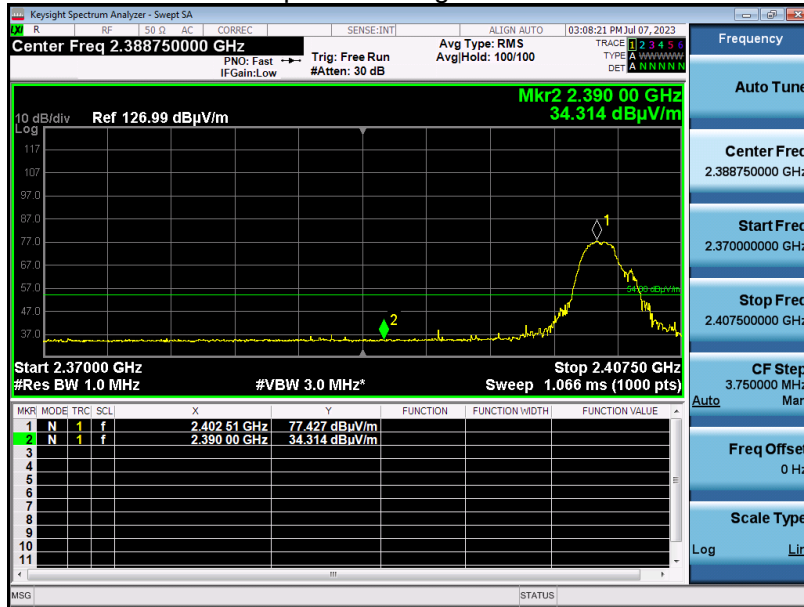 Keysight Spectrum Analyzer - Swept SA
LXI R RF 50 Ω AC CORREC SENSE:INT ALIGN AUTO 03:08:21 PM Jul 07, 2023
Center Freq 2.388750000 GHz
PNO: Fast
IFGain:Low
Trig: Free Run
#Atten: 30 dB
Avg Type: RMS
Avg|Hold: 100/100
TRACE 1 2 3 4 5 6
TYPE A WWWWW
DET A N N N N N
Mkr2 2.390 00 GHz
34.314 dBµV/m
10 dB/div Ref 126.99 dBµV/m
Log
117
107
97.0
87.0
77.0
67.0
57.0
47.0
37.0
1
2
54.00 dBµV/m
Start 2.37000 GHz Stop 2.40750 GHz
#Res BW 1.0 MHz #VBW 3.0 MHz* Sweep 1.066 ms (1000 pts)
MKR MODE TRC SCL X Y FUNCTION FUNCTION WIDTH FUNCTION VALUE
1 N 1 f 2.402 51 GHz 77.427 dBµV/m
2 N 1 f 2.390 00 GHz 34.314 dBµV/m
3
4
5
6
7
8
9
10
11
MSG STATUS
Frequency
Auto Tune
Center Freq
2.388750000 GHz
Start Freq
2.370000000 GHz
Stop Freq
2.407500000 GHz
CF Step
3.750000 MHz
Auto Man
Freq Offset
0 Hz
Scale Type
Log Lin